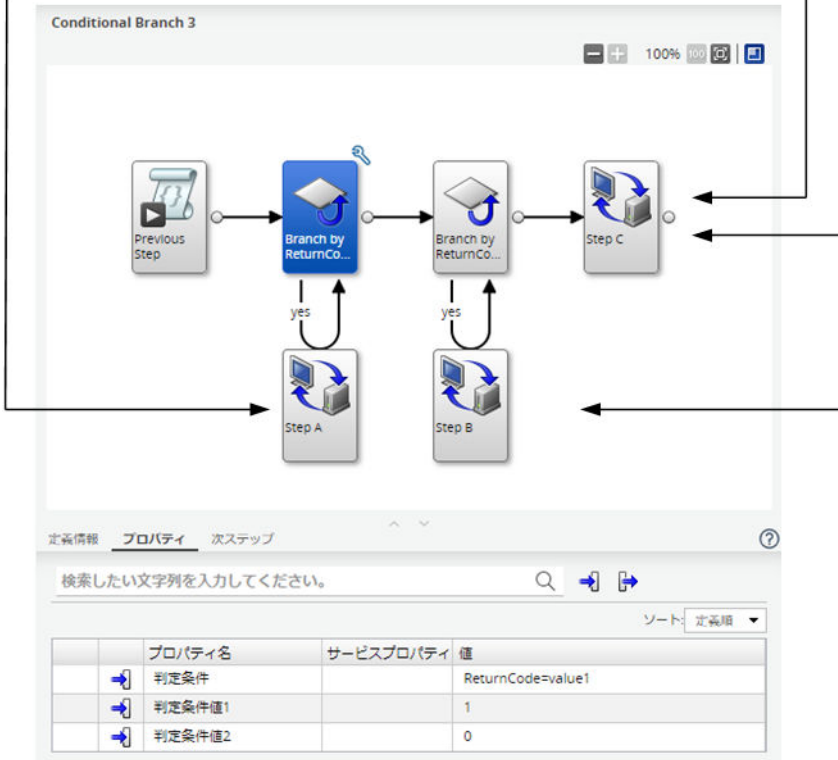 Conditional Branch 3
100%
100
Previous
Step
Branch by
ReturnCo...
Branch by
ReturnCo...
Step C
yes
yes
Step A
Step B
定義情報 プロパティ 次ステップ
?
検索したい文字列を入力してください。
ソート: 定義順
プロパティ名 サービスプロパティ 値
判定条件 ReturnCode=value1
判定条件値1 1
判定条件値2 0